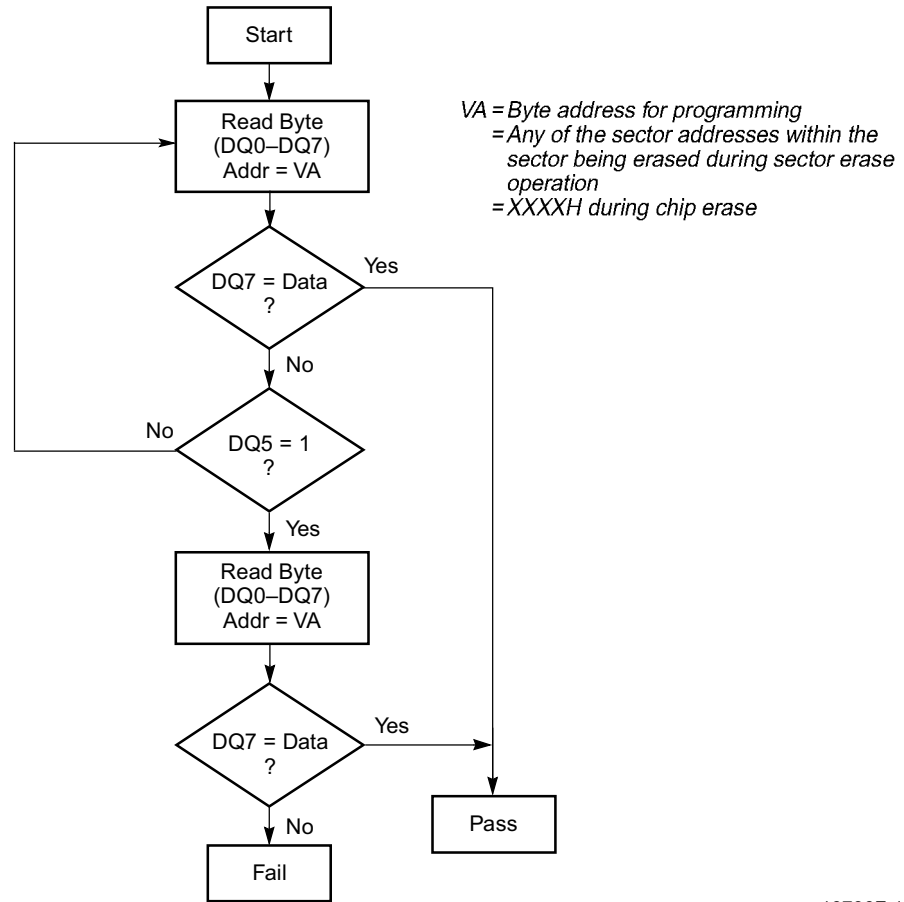 Start
Read Byte
(DQ0–DQ7)
Addr = VA
VA = Byte address for programming
= Any of the sector addresses within the
sector being erased during sector erase
operation
= XXXXH during chip erase
DQ7 = Data
?
Yes
No
DQ5 = 1
?
No
Yes
Read Byte
(DQ0–DQ7)
Addr = VA
DQ7 = Data
?
Yes
No
Pass
Fail